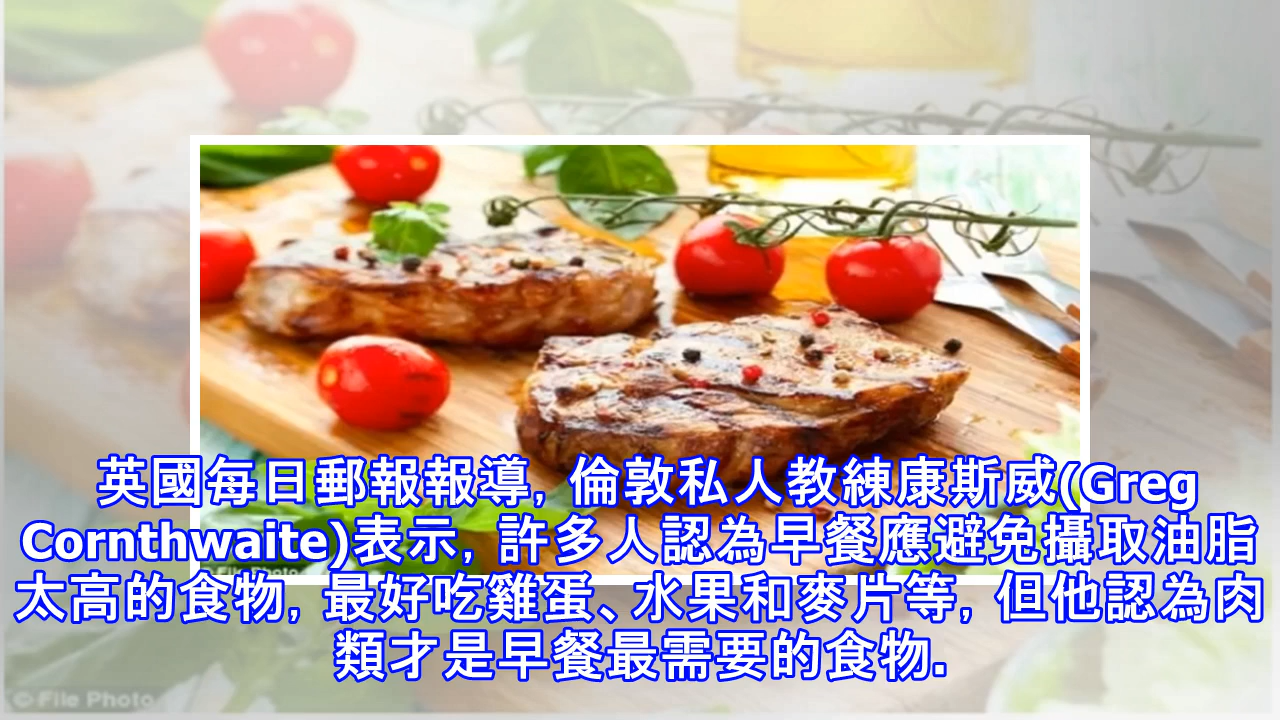 © File Photo
英國每日郵報報導, 倫敦私人教練康斯威(Greg
Cornthwaite)表示, 許多人認為早餐應避免攝取油脂
太高的食物, 最好吃雞蛋、水果和麥片等, 但他認為肉
類才是早餐最需要的食物.
© File Photo